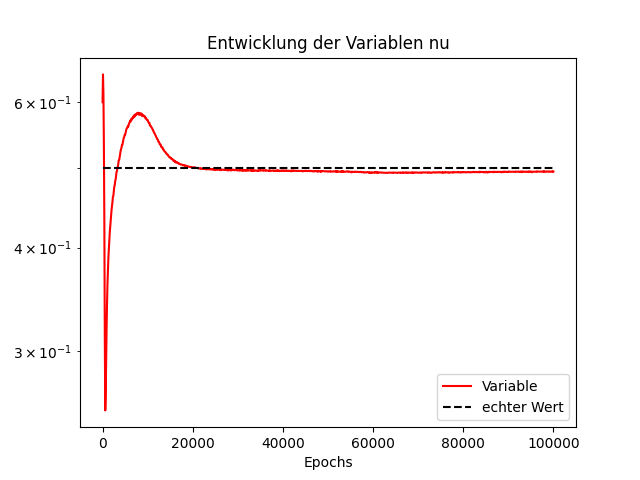 Entwicklung der Variablen nu
6 × 10⁻¹
4 × 10⁻¹
3 × 10⁻¹
Variable
echter Wert
0 20000 40000 60000 80000 100000
Epochs